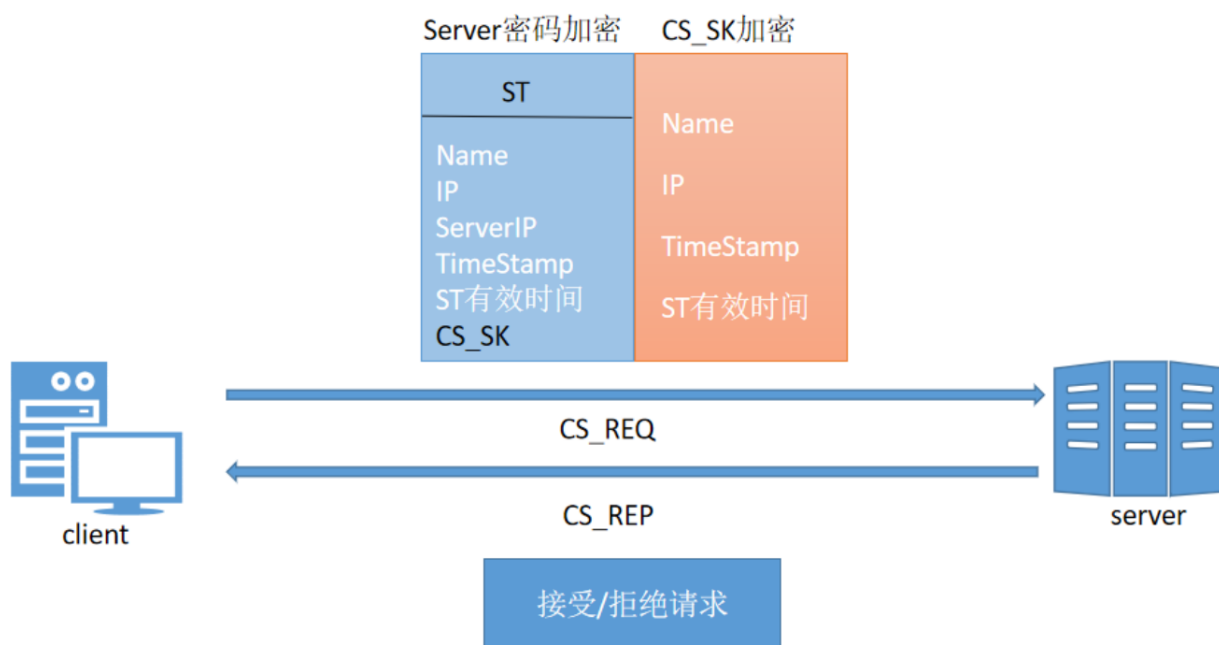 Server密码加密
CS_SK加密
ST
Name
IP
ServerIP
TimeStamp
ST有效时间
CS_SK
Name
IP
TimeStamp
ST有效时间
CS_REQ
CS_REP
client
server
接受/拒绝请求